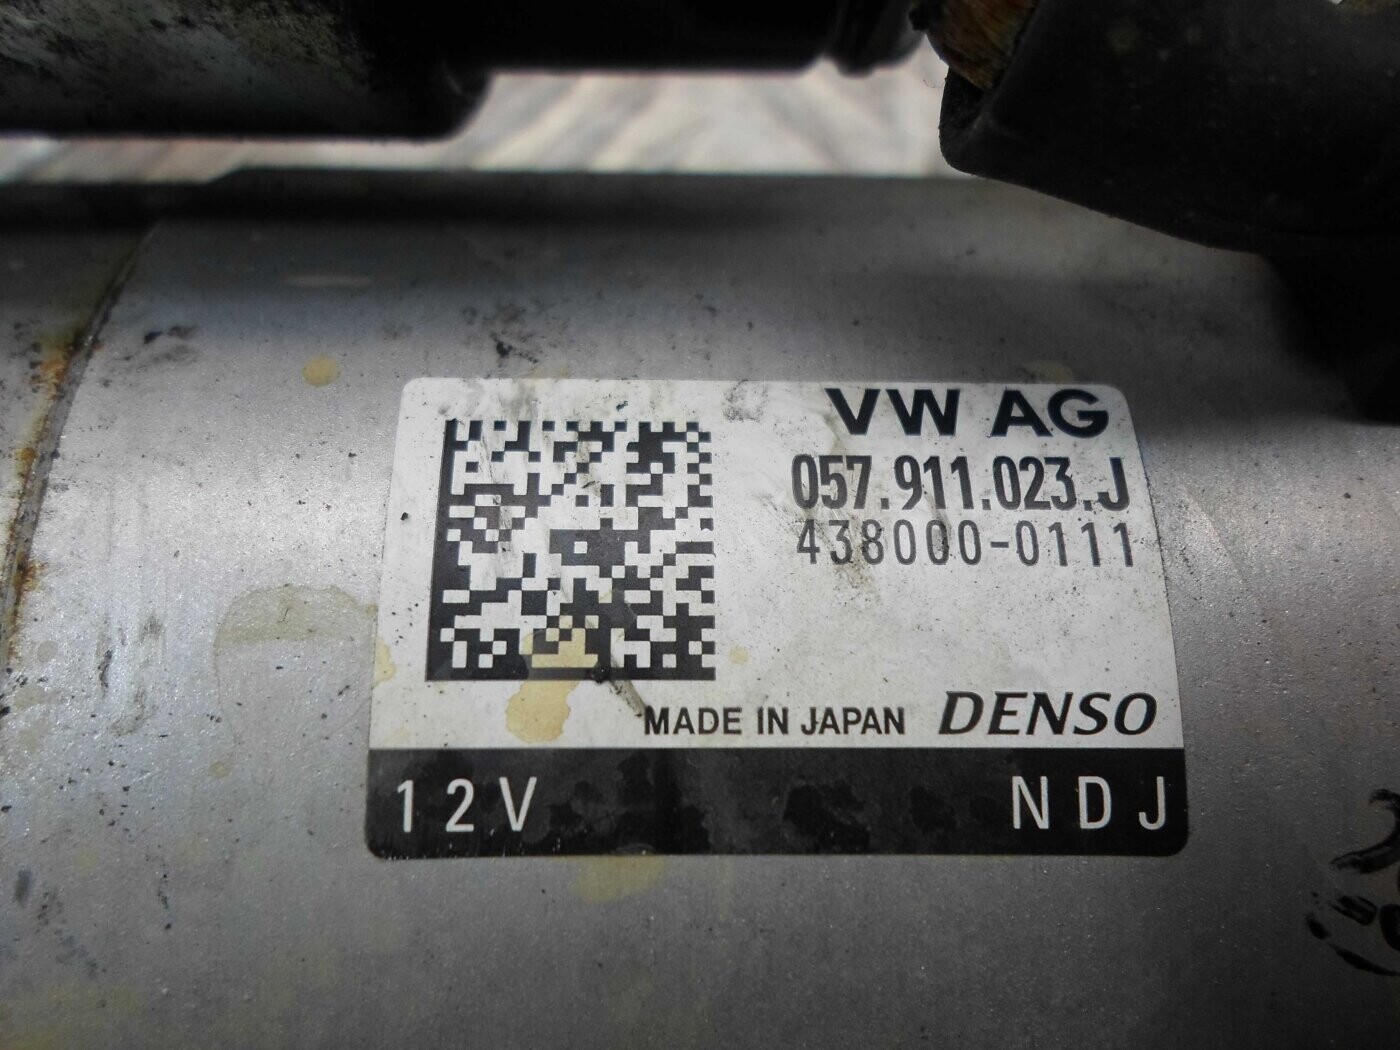 VW AG
057.911.023.J
438000-0111
MADE IN JAPAN DENSO
12V NDJ